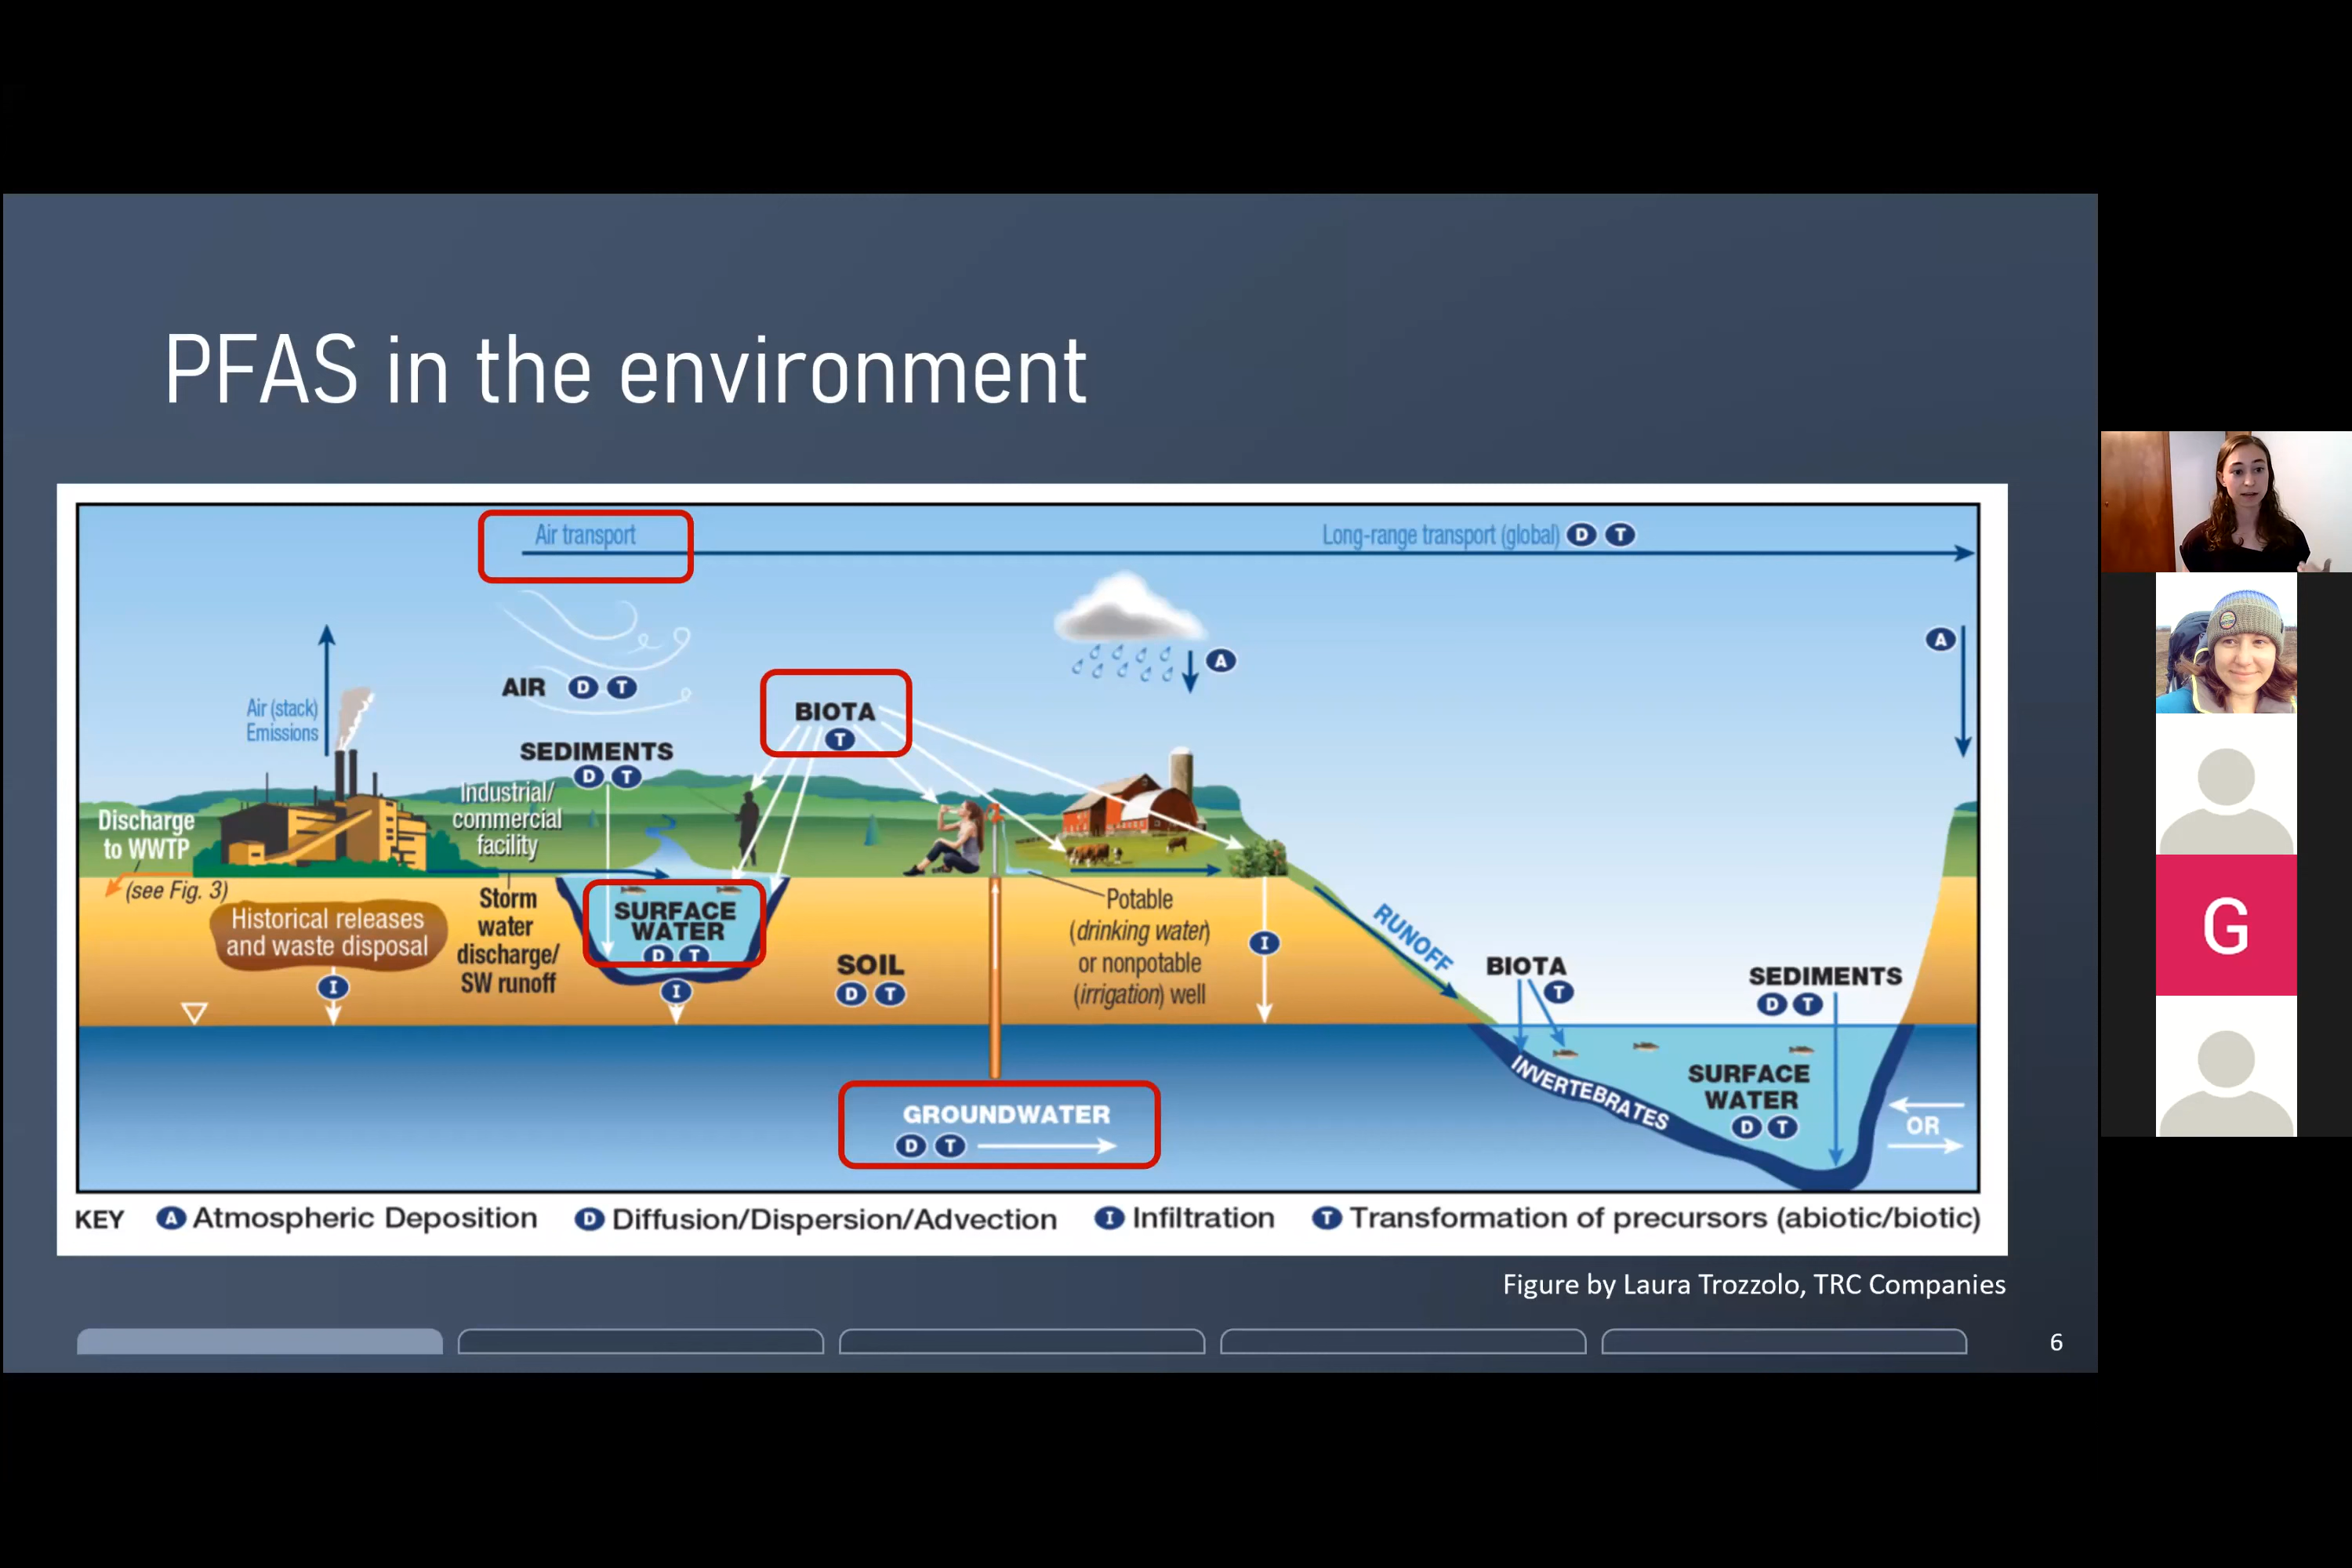 PFAS in the environment
Air transport
Long-range transport (global) D T
A
A
AIR D T
BIOTA
T
Air (stack)
Emissions
SEDIMENTS
D T
Industrial/
commercial
facility
Discharge
to WWTP
(see Fig. 3)
Historical releases
and waste disposal
I
Storm
water
discharge/
SW runoff
SURFACE
WATER
D T
I
SOIL
D T
Potable
(drinking water)
or nonpotable
(irrigation) well
I
RUNOFF
BIOTA
T
SEDIMENTS
D T
INVERTEBRATES
SURFACE
WATER
D T
OR
GROUNDWATER
D T
KEY A Atmospheric Deposition D Diffusion/Dispersion/Advection I Infiltration T Transformation of precursors (abiotic/biotic)
Figure by Laura Trozzolo, TRC Companies
6
G